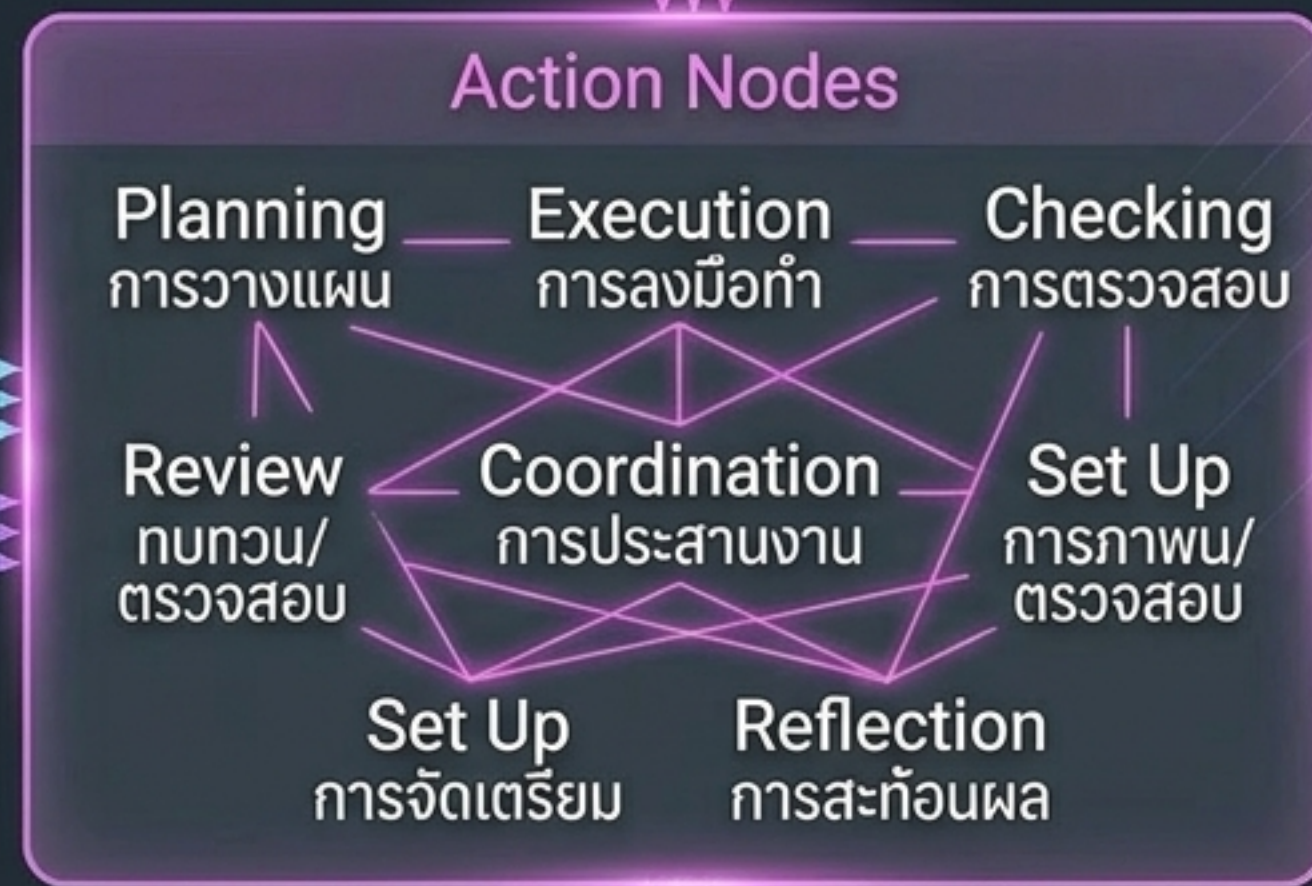 Action Nodes
Planning
การวางแผน
Execution
การลงมือทำ
Checking
การตรวจสอบ
Review
ทบทวน/
ตรวจสอบ
Coordination
การประสานงาน
Set Up
การภาพน/
ตรวจสอบ
Set Up
การจัดเตรียม
Reflection
การสะท้อนผล